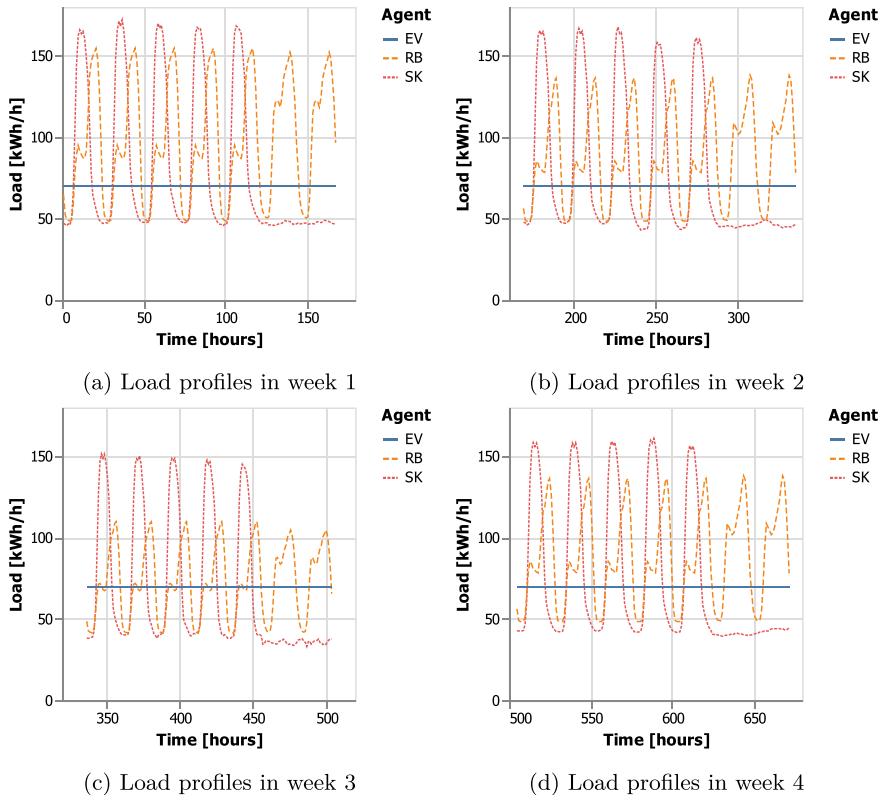 Agent
EV
RB
SK
Load [kWh/h]
150
100
50
0
0 50 100 150
Time [hours]
(a) Load profiles in week 1
Agent
EV
RB
SK
Load [kWh/h]
150
100
50
0
200 250 300
Time [hours]
(b) Load profiles in week 2
Agent
EV
RB
SK
Load [kWh/h]
150
100
50
0
350 400 450 500
Time [hours]
(c) Load profiles in week 3
Agent
EV
RB
SK
Load [kWh/h]
150
100
50
0
500 550 600 650
Time [hours]
(d) Load profiles in week 4